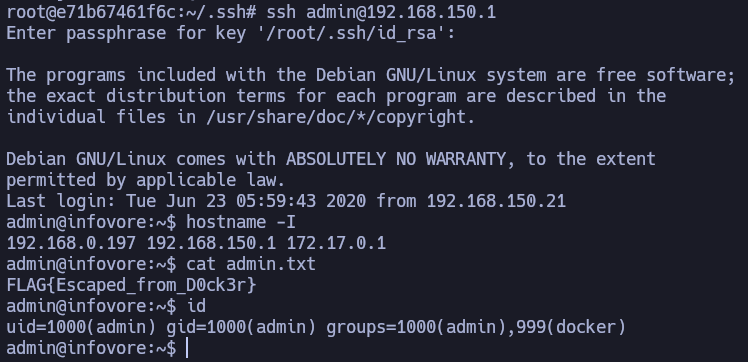 root@e71b67461f6c:~/.ssh# ssh admin@192.168.150.1
Enter passphrase for key '/root/.ssh/id_rsa':

The programs included with the Debian GNU/Linux system are free software;
the exact distribution terms for each program are described in the
individual files in /usr/share/doc/*/copyright.

Debian GNU/Linux comes with ABSOLUTELY NO WARRANTY, to the extent
permitted by applicable law.
Last login: Tue Jun 23 05:59:43 2020 from 192.168.150.21
admin@infovore:~$ hostname -I
192.168.0.197 192.168.150.1 172.17.0.1
admin@infovore:~$ cat admin.txt
FLAG{Escaped_from_D0ck3r}
admin@infovore:~$ id
uid=1000(admin) gid=1000(admin) groups=1000(admin),999(docker)
admin@infovore:~$